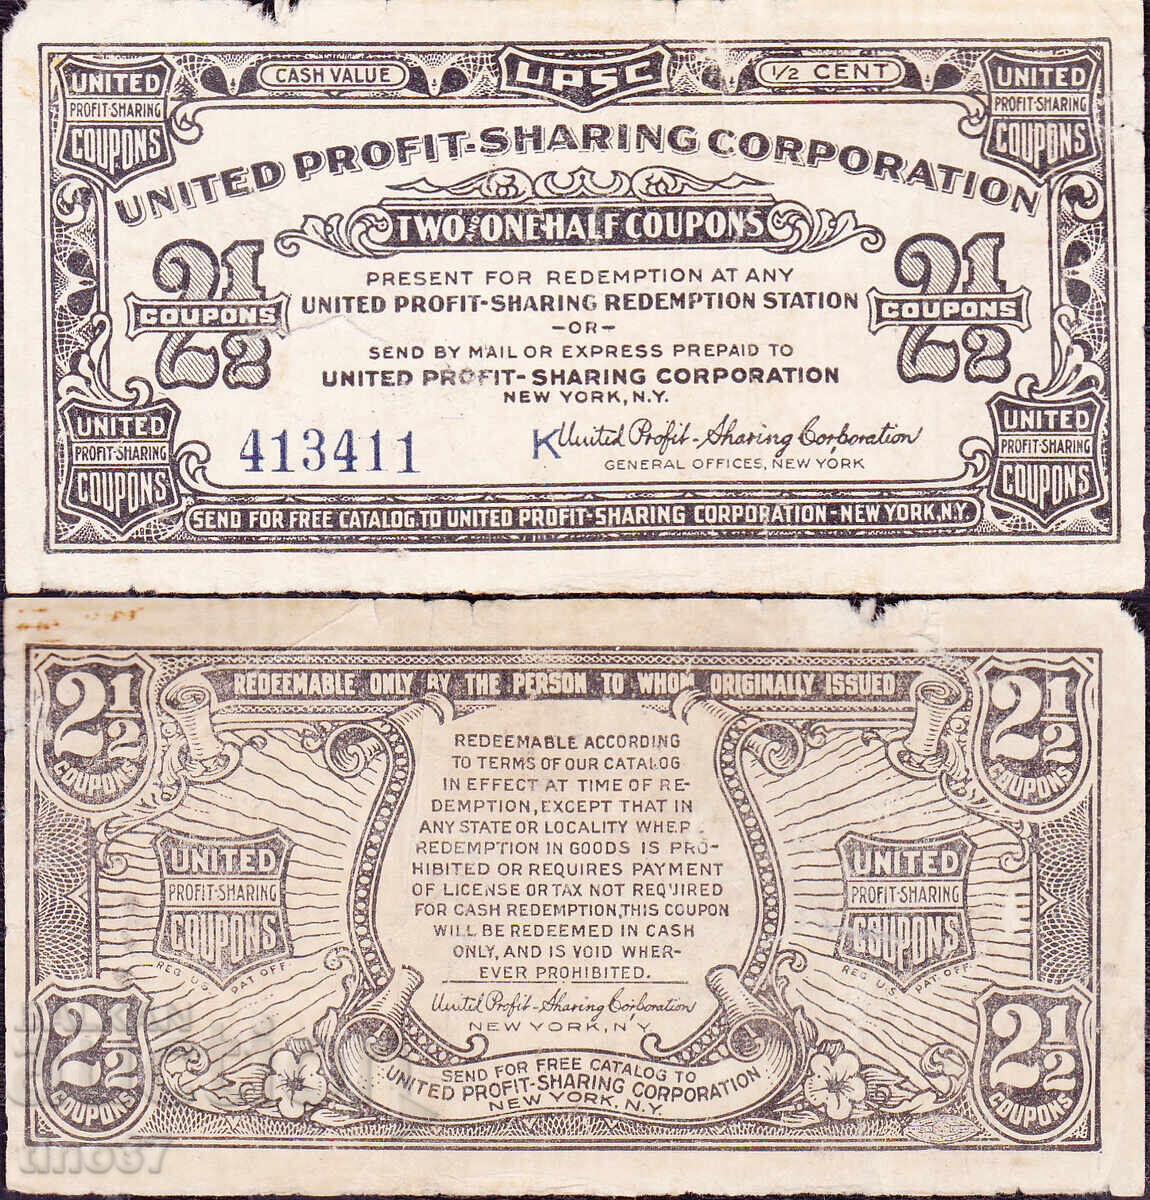 UNITED PROFIT-SHARING COUPONS
CASH VALUE
UPSC
1/2 CENT
UNITED PROFIT-SHARING COUPONS
UNITED PROFIT-SHARING CORPORATION
TWO AND ONE-HALF COUPONS
2 1/2 COUPONS
2 1/2 COUPONS
PRESENT FOR REDEMPTION AT ANY
UNITED PROFIT-SHARING REDEMPTION STATION
-OR-
SEND BY MAIL OR EXPRESS PREPAID TO
UNITED PROFIT-SHARING CORPORATION
NEW YORK, N.Y.
UNITED PROFIT-SHARING COUPONS
413411
K
United Profit-Sharing Corporation
GENERAL OFFICES, NEW YORK
UNITED PROFIT-SHARING COUPONS
SEND FOR FREE CATALOG TO UNITED PROFIT-SHARING CORPORATION-NEW YORK, N.Y.
2 1/2 COUPONS
REDEEMABLE ONLY BY THE PERSON TO WHOM ORIGINALLY ISSUED
2 1/2 COUPONS
REDEEMABLE ACCORDING
TO TERMS OF OUR CATALOG
IN EFFECT AT TIME OF RE-
DEMPTION, EXCEPT THAT IN
ANY STATE OR LOCALITY WHERE
REDEMPTION IN GOODS IS PRO-
HIBITED OR REQUIRES PAYMENT
OF LICENSE OR TAX NOT REQUIRED
FOR CASH REDEMPTION, THIS COUPON
WILL BE REDEEMED IN CASH
ONLY, AND IS VOID WHER-
EVER PROHIBITED.
United Profit-Sharing Corporation
NEW YORK, N.Y.
UNITED
PROFIT-SHARING
COUPONS
REG. U.S. PAT. OFF.
UNITED
PROFIT-SHARING
COUPONS
REG. U.S. PAT. OFF.
2 1/2 COUPONS
SEND FOR FREE CATALOG TO
UNITED PROFIT-SHARING CORPORATION
NEW YORK, N.Y.
2 1/2 COUPONS
tino87